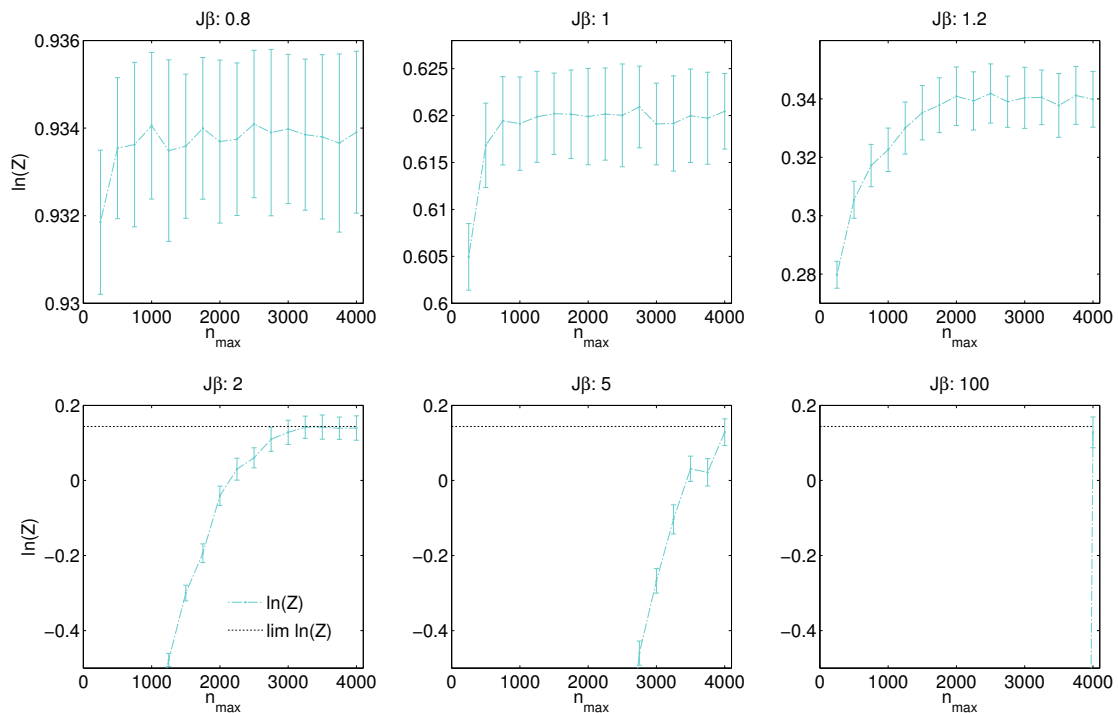 Jβ: 0.8
0.936
0.934
0.932
0.93
ln(Z)
0 1000 2000 3000 4000
n_max
Jβ: 1
0.625
0.62
0.615
0.61
0.605
0.6
0 1000 2000 3000 4000
n_max
Jβ: 1.2
0.34
0.32
0.3
0.28
0 1000 2000 3000 4000
n_max
Jβ: 2
0.2
0
−0.2
−0.4
ln(Z)
ln(Z)
lim ln(Z)
0 1000 2000 3000 4000
n_max
Jβ: 5
0.2
0
−0.2
−0.4
0 1000 2000 3000 4000
n_max
Jβ: 100
0.2
0
−0.2
−0.4
0 1000 2000 3000 4000
n_max